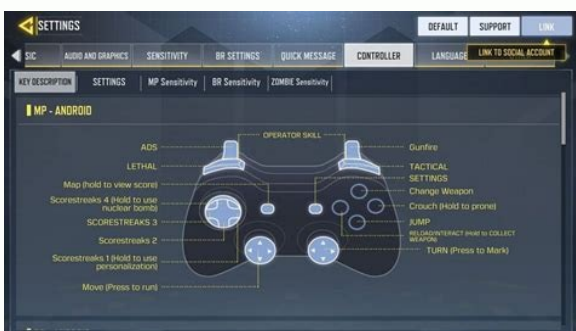 SETTINGS
DEFAULT
SUPPORT
LINK
LINK TO SOCIAL ACCOUNT
SIC
AUDIO AND GRAPHICS
SENSITIVITY
BR SETTINGS
QUICK MESSAGE
CONTROLLER
LANGUAGE
KEY DESCRIPTION
SETTINGS
MP Sensitivity
BR Sensitivity
ZOMBIE Sensitivity
MP - ANDROID
OPERATOR SKILL
ADS
LETHAL
Map (hold to view score)
Scorestreaks 4 (Hold to use
nuclear bomb)
SCORESTREAKS 3
Scorestreaks 2
Scorestreaks 1 (Hold to use
personalization)
Move (Press to run)
Gunfire
TACTICAL
SETTINGS
Change Weapon
Crouch (Hold to prone)
JUMP
RELOAD/INTERACT (Hold to COLLECT
WEAPON)
TURN (Press to Mark)